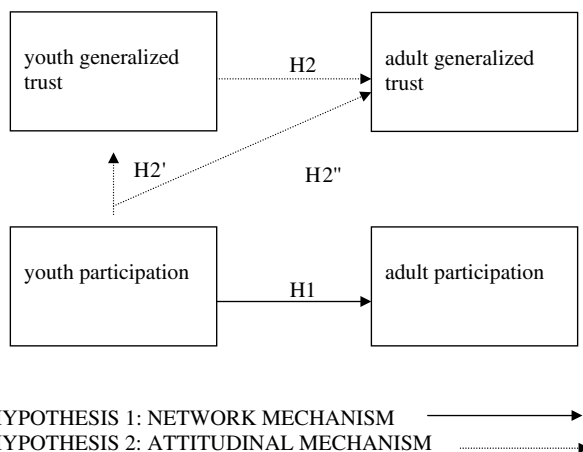 youth generalized
trust
H2
adult generalized
trust
H2'
H2"
youth participation
H1
adult participation
YPOTHESIS 1: NETWORK MECHANISM
YPOTHESIS 2: ATTITUDINAL MECHANISM